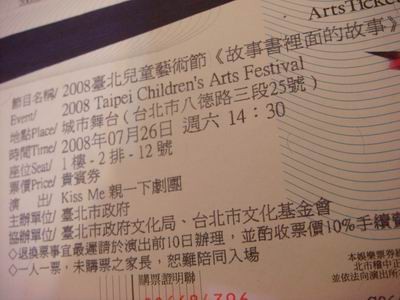 ArtsTicket
節目名稱/ 2008臺北兒童藝術節《故事書裡面的故事》
Event/ 2008 Taipei Children's Arts Festival
地點Place/ 城市舞台 (台北市八德路三段25號)
時間Time/ 2008年07月26日 週六 14:30
座位Seat/ 1樓-2排-12號
票價Price/ 貴賓券
演 出/ Kiss Me 親一下劇團
主辦單位/ 臺北市政府
協辦單位/ 臺北市政府文化局、台北市文化基金會
◇退換票事宜最遲請於演出前10日辦理，並酌收票價10%手續費
◇一人一票，未購票之家長，恕難陪同入場
購票證明聯
本娛樂票券經
北市稽中正
並依法向演出所